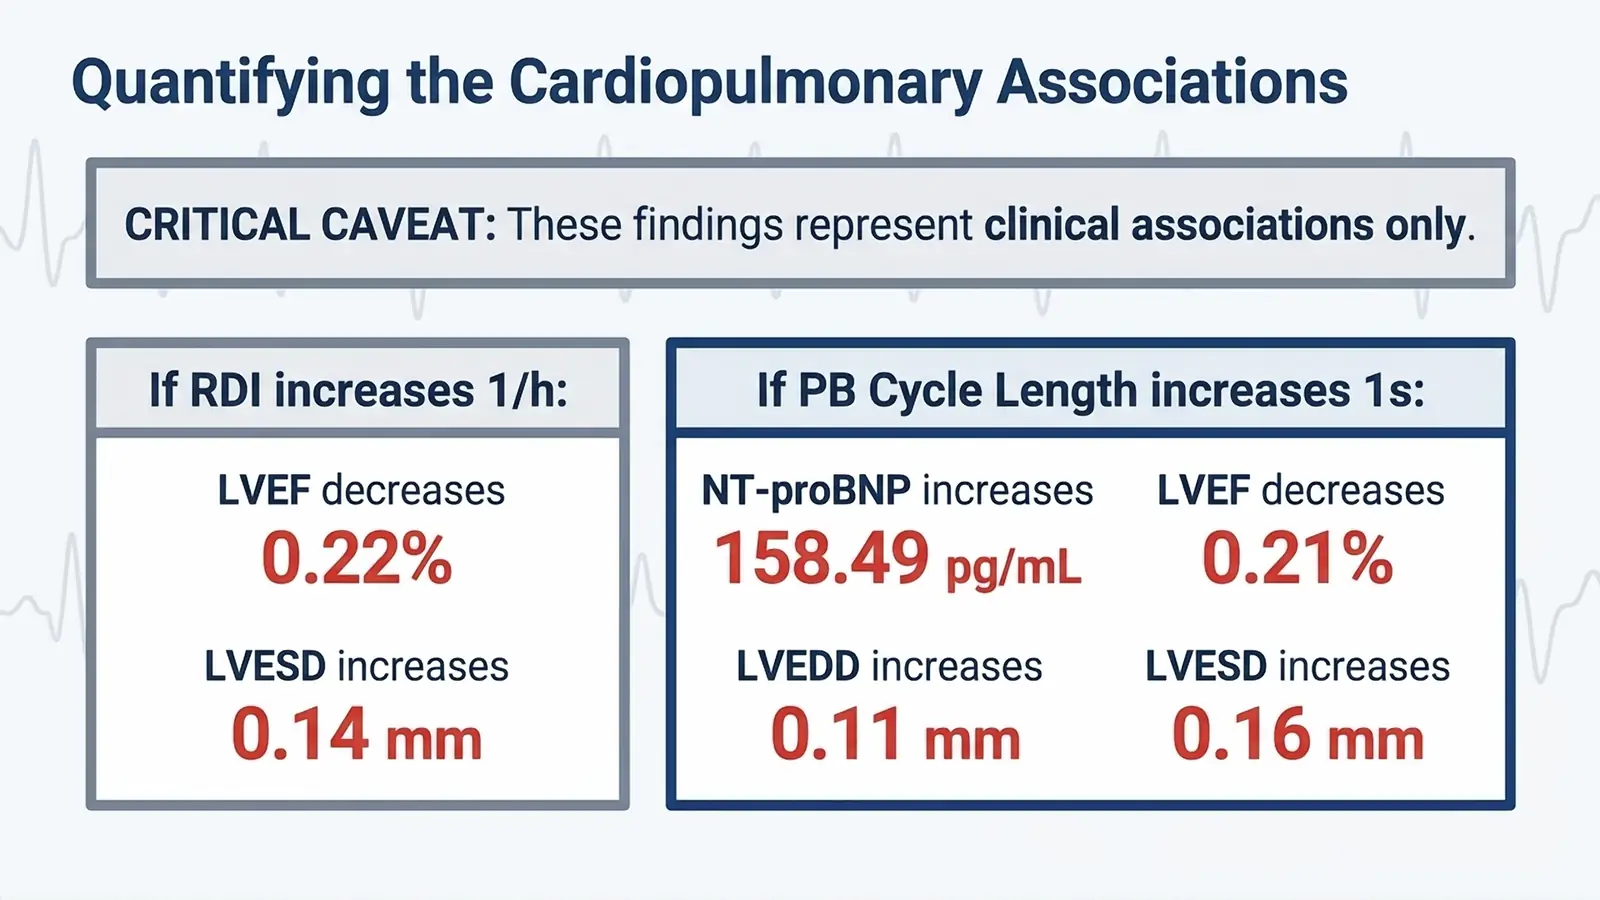 Quantifying the Cardiopulmonary Associations
CRITICAL CAVEAT: These findings represent clinical associations only.
If RDI increases 1/h:
LVEF decreases
0.22%
LVESD increases
0.14 mm
If PB Cycle Length increases 1s:
NT-proBNP increases
158.49 pg/mL
LVEF decreases
0.21%
LVEDD increases
0.11 mm
LVESD increases
0.16 mm